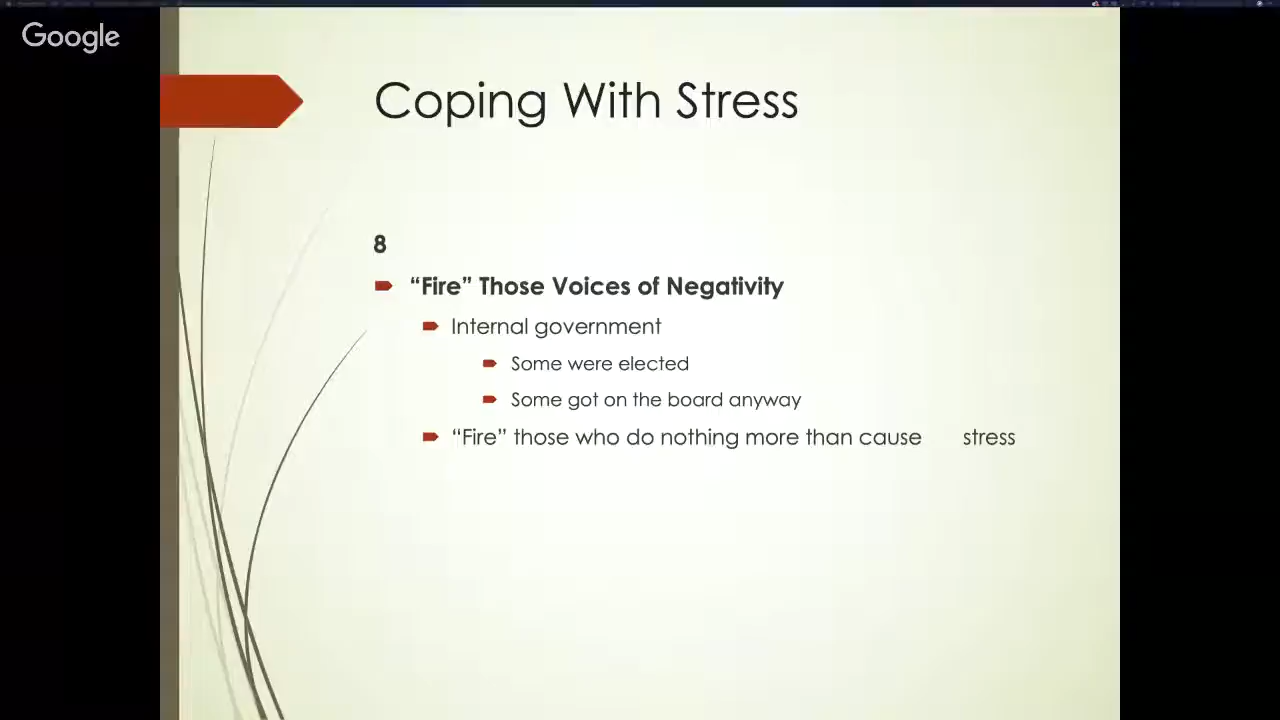 Google
Coping With Stress
8
“Fire” Those Voices of Negativity
Internal government
Some were elected
Some got on the board anyway
“Fire” those who do nothing more than cause stress